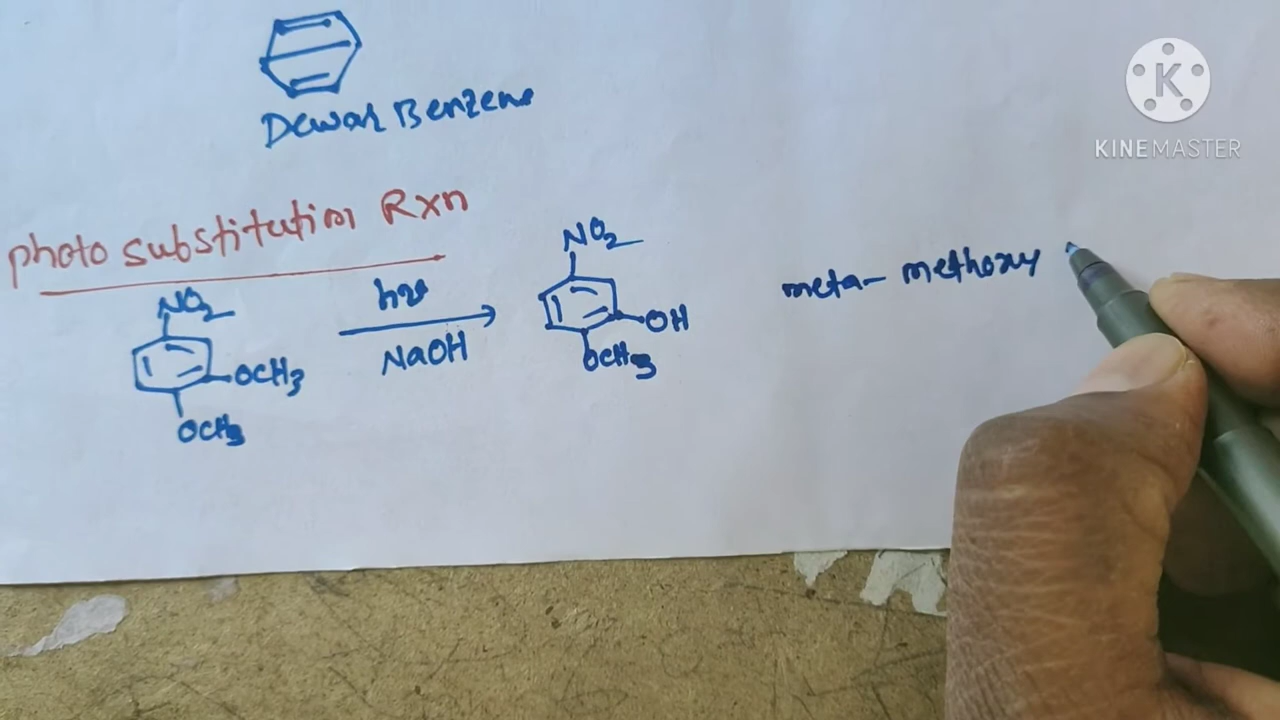 Dewar Benzene
K
KINEMASTER
photo substitution Rxn
NO2
OCH3
OCH3
hν
NaOH
NO2
OH
OCH3
meta- methoxy